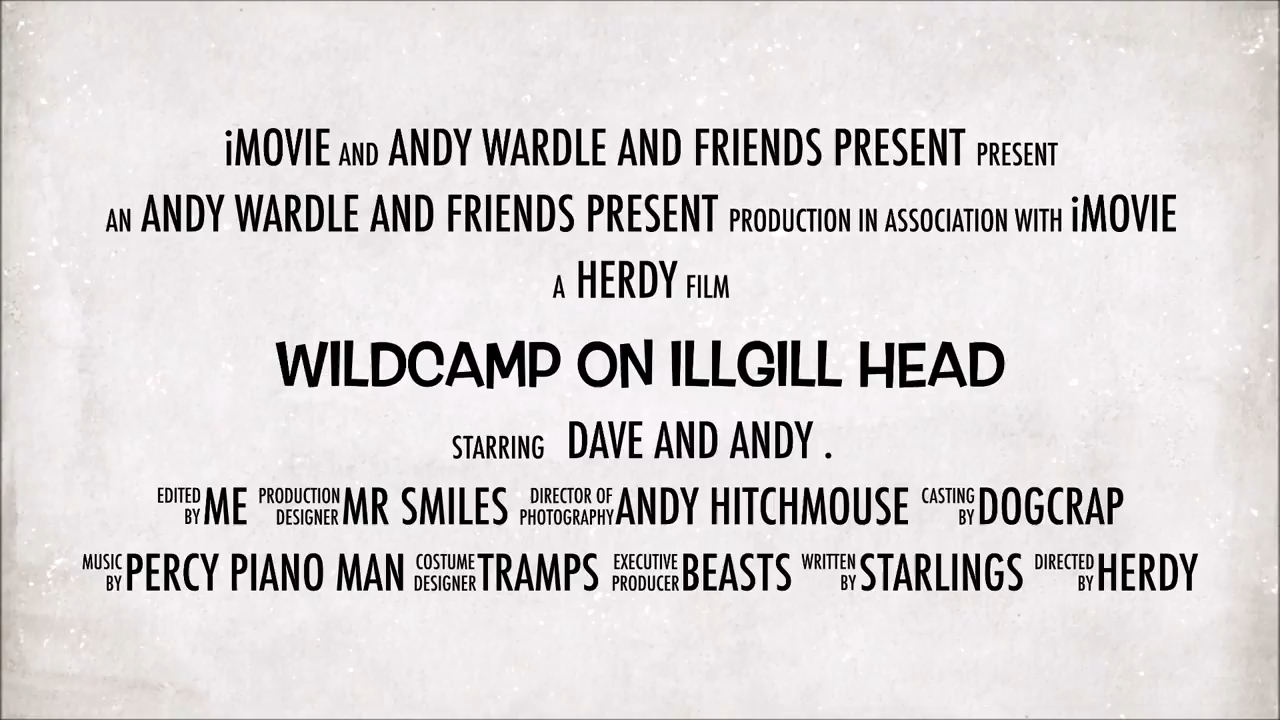 iMOVIE AND ANDY WARDLE AND FRIENDS PRESENT PRESENT
AN ANDY WARDLE AND FRIENDS PRESENT PRODUCTION IN ASSOCIATION WITH iMOVIE
A HERDY FILM
WILDCAMP ON ILLGILL HEAD
STARRING DAVE AND ANDY .
EDITED BY ME PRODUCTION DESIGNER MR SMILES DIRECTOR OF PHOTOGRAPHY ANDY HITCHMOUSE CASTING BY DOGCRAP
MUSIC BY PERCY PIANO MAN COSTUME DESIGNER TRAMPS EXECUTIVE PRODUCER BEASTS WRITTEN BY STARLINGS DIRECTED BY HERDY